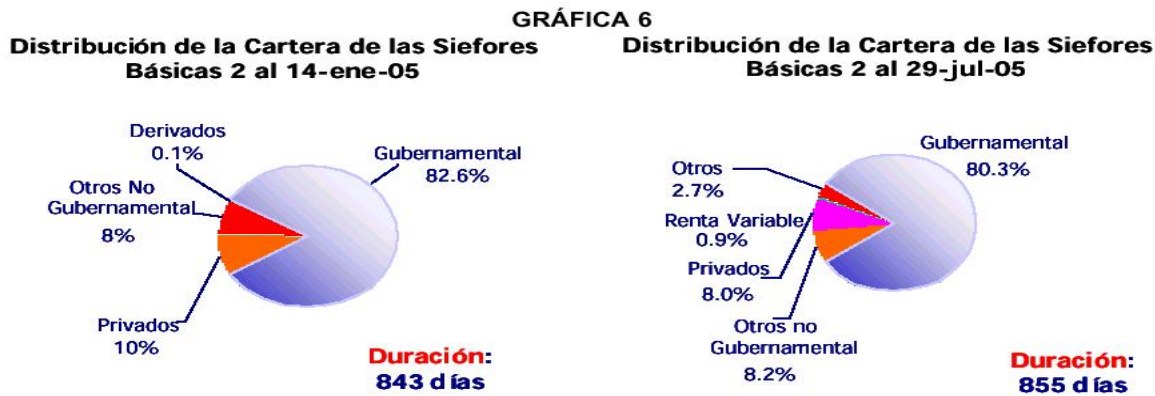 GRÁFICA 6
Distribución de la Cartera de las Siefores
Básicas 2 al 14-ene-05
Derivados
0.1%
Gubernamental
82.6%
Otros No
Gubernamental
8%
Privados
10%
Duración:
843 días
Distribución de la Cartera de las Siefores
Básicas 2 al 29-jul-05
Gubernamental
80.3%
Otros
2.7%
Renta Variable
0.9%
Privados
8.0%
Otros no
Gubernamental
8.2%
Duración:
855 días